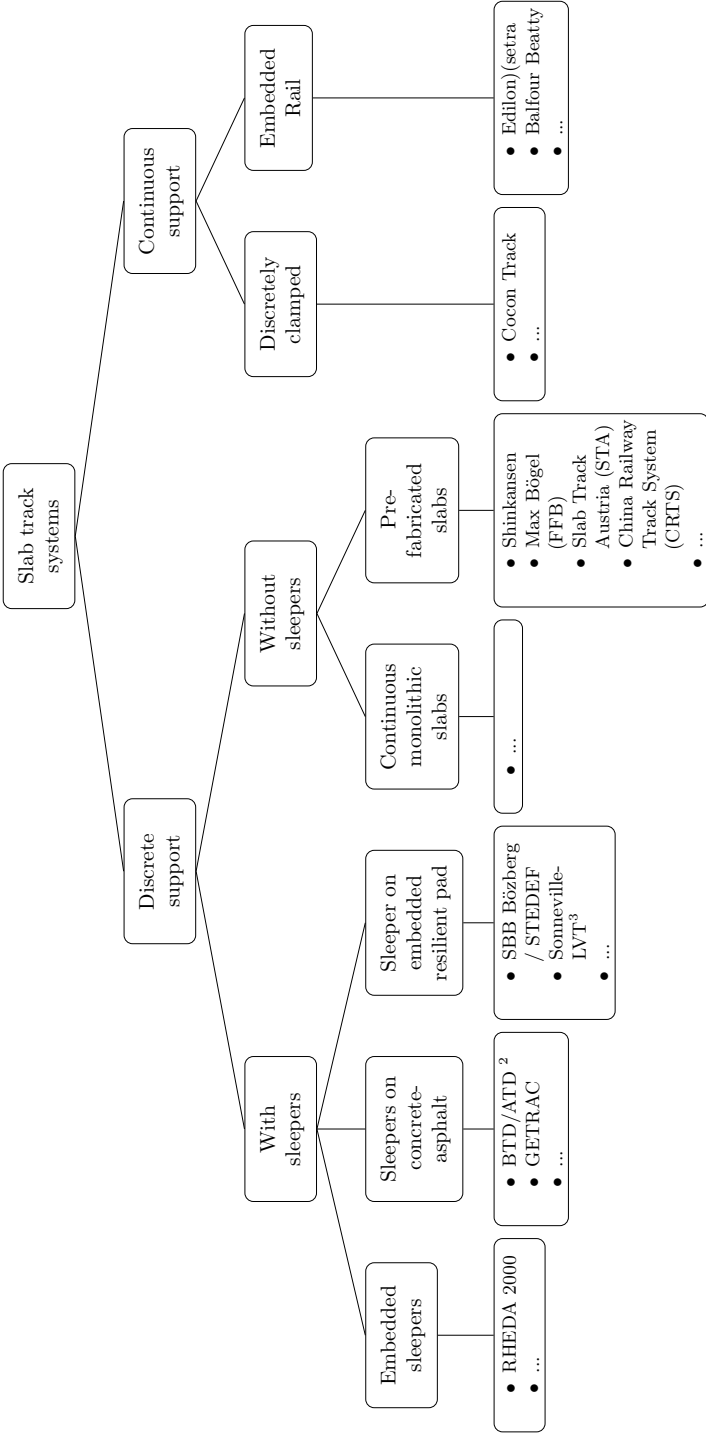 Slab track
systems
Discrete
support
Continuous
support
With
sleepers
Without
sleepers
Discretely
clamped
Embedded
Rail
Embedded
sleepers
Sleepers on
concrete-
asphalt
Sleeper on
embedded
resilient pad
Continuous
monolithic
slabs
Pre-
fabricated
slabs
• RHEDA 2000
• ...
• BTD/ATD ²
• GETRAC
• ...
• SBB Bözberg
/ STEDEF
• Sonneville-
LVT³
• ...
• ...
• Shinkansen
• Max Bögel
(FFB)
• Slab Track
Austria (STA)
• China Railway
Track System
(CRTS)
• ...
• Cocon Track
• ...
• Edilon)(setra
• Balfour Beatty
• ...